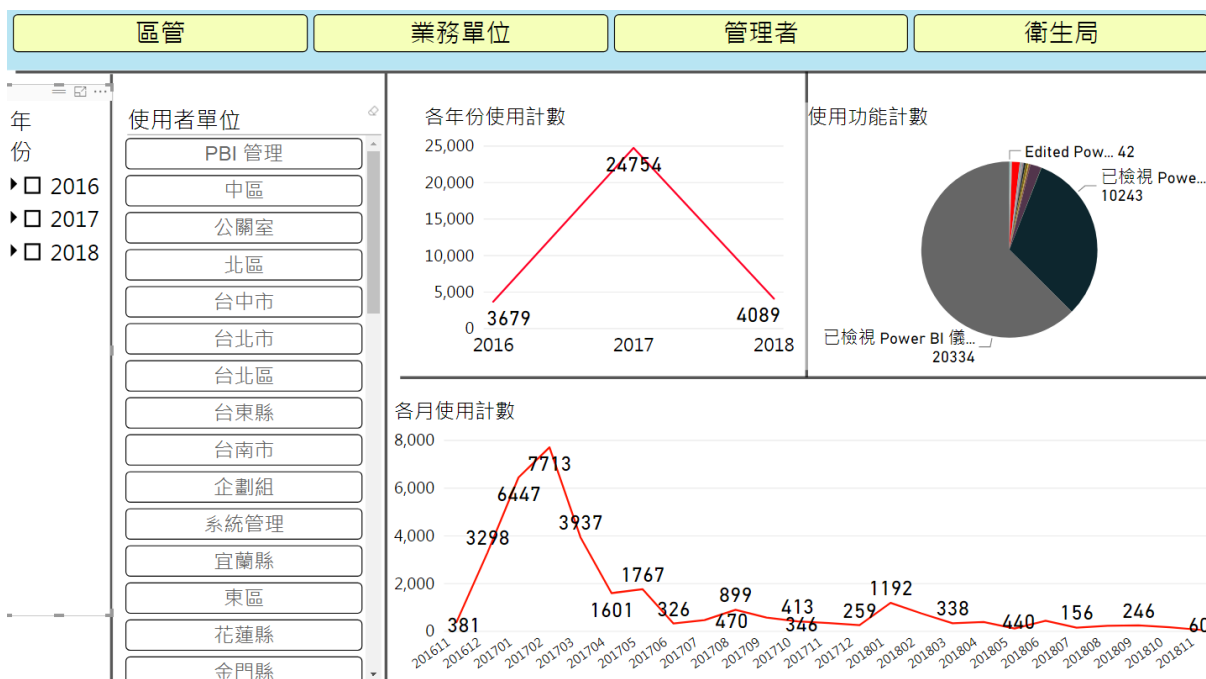 區管
業務單位
管理者
衛生局
年
份
2016
2017
2018
使用者單位
PBI 管理
中區
公關室
北區
台中市
台北市
台北區
台東縣
台南市
企劃組
系統管理
宜蘭縣
東區
花蓮縣
金門縣
各年份使用計數
25,000
20,000
15,000
10,000
5,000
0
24754
3679
4089
2016
2017
2018
使用功能計數
Edited Pow... 42
已檢視 Powe...
10243
已檢視 Power BI 儀...
20334
各月使用計數
8,000
6,000
4,000
2,000
0
381
3298
6447
7713
3937
1601
1767
326
470
899
413
346
259
1192
338
440
156
246
60
201611
201612
201701
201702
201703
201704
201705
201706
201707
201708
201709
201710
201711
201712
201801
201802
201803
201804
201805
201806
201807
201808
201809
201810
201811